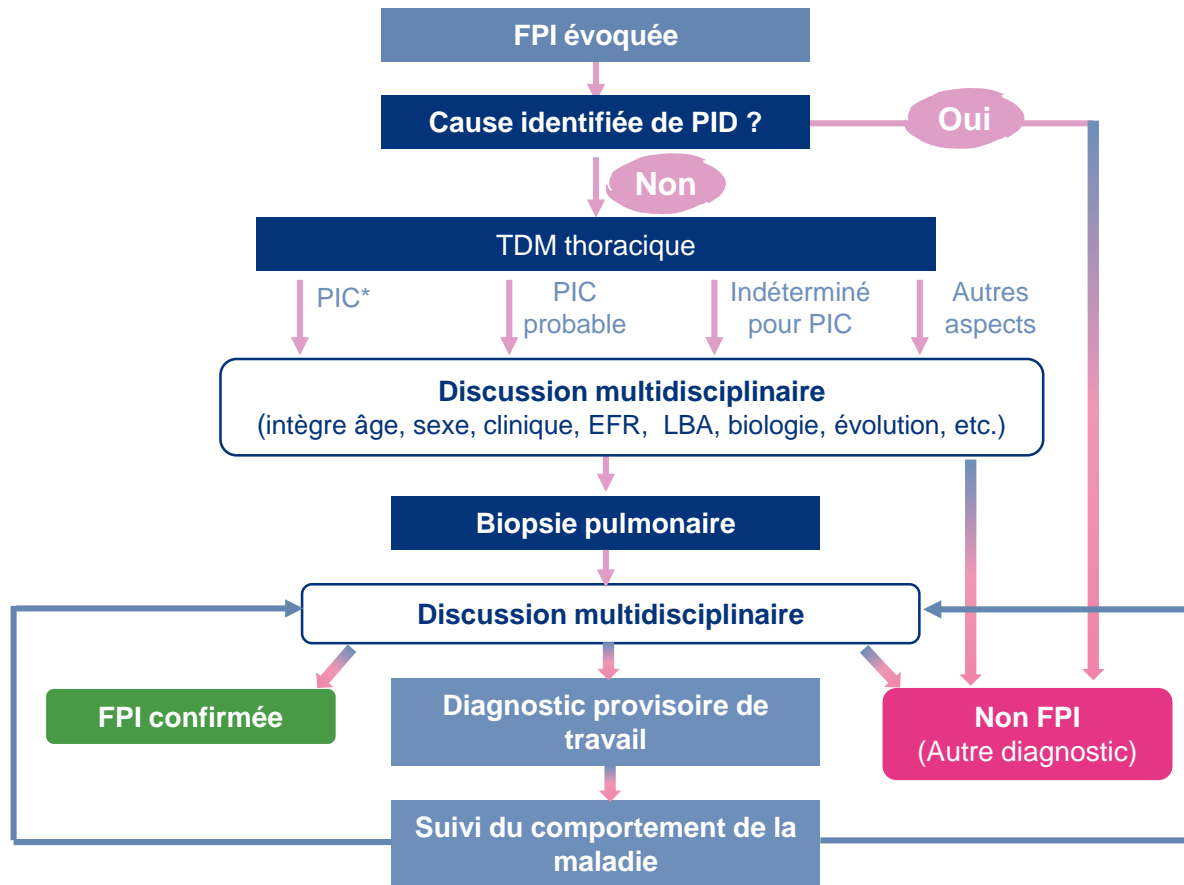 FPI évoquée
Cause identifiée de PID ?
Oui
Non
TDM thoracique
PIC*
PIC
probable
Indéterminé
pour PIC
Autres
aspects
Discussion multidisciplinaire
(intègre âge, sexe, clinique, EFR, LBA, biologie, évolution, etc.)
Biopsie pulmonaire
Discussion multidisciplinaire
FPI confirmée
Diagnostic provisoire de
travail
Non FPI
(Autre diagnostic)
Suivi du comportement de la
maladie